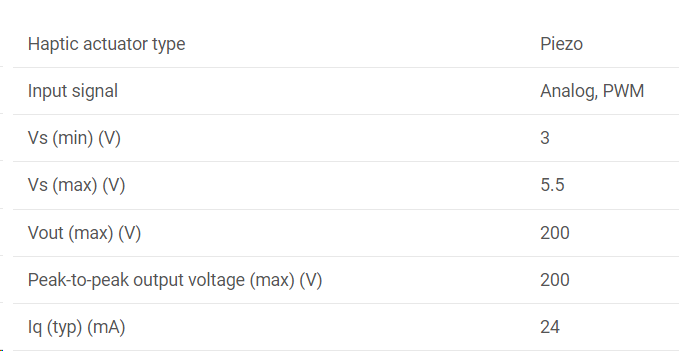 Haptic actuator type Piezo
Input signal Analog, PWM
Vs (min) (V) 3
Vs (max) (V) 5.5
Vout (max) (V) 200
Peak-to-peak output voltage (max) (V) 200
Iq (typ) (mA) 24